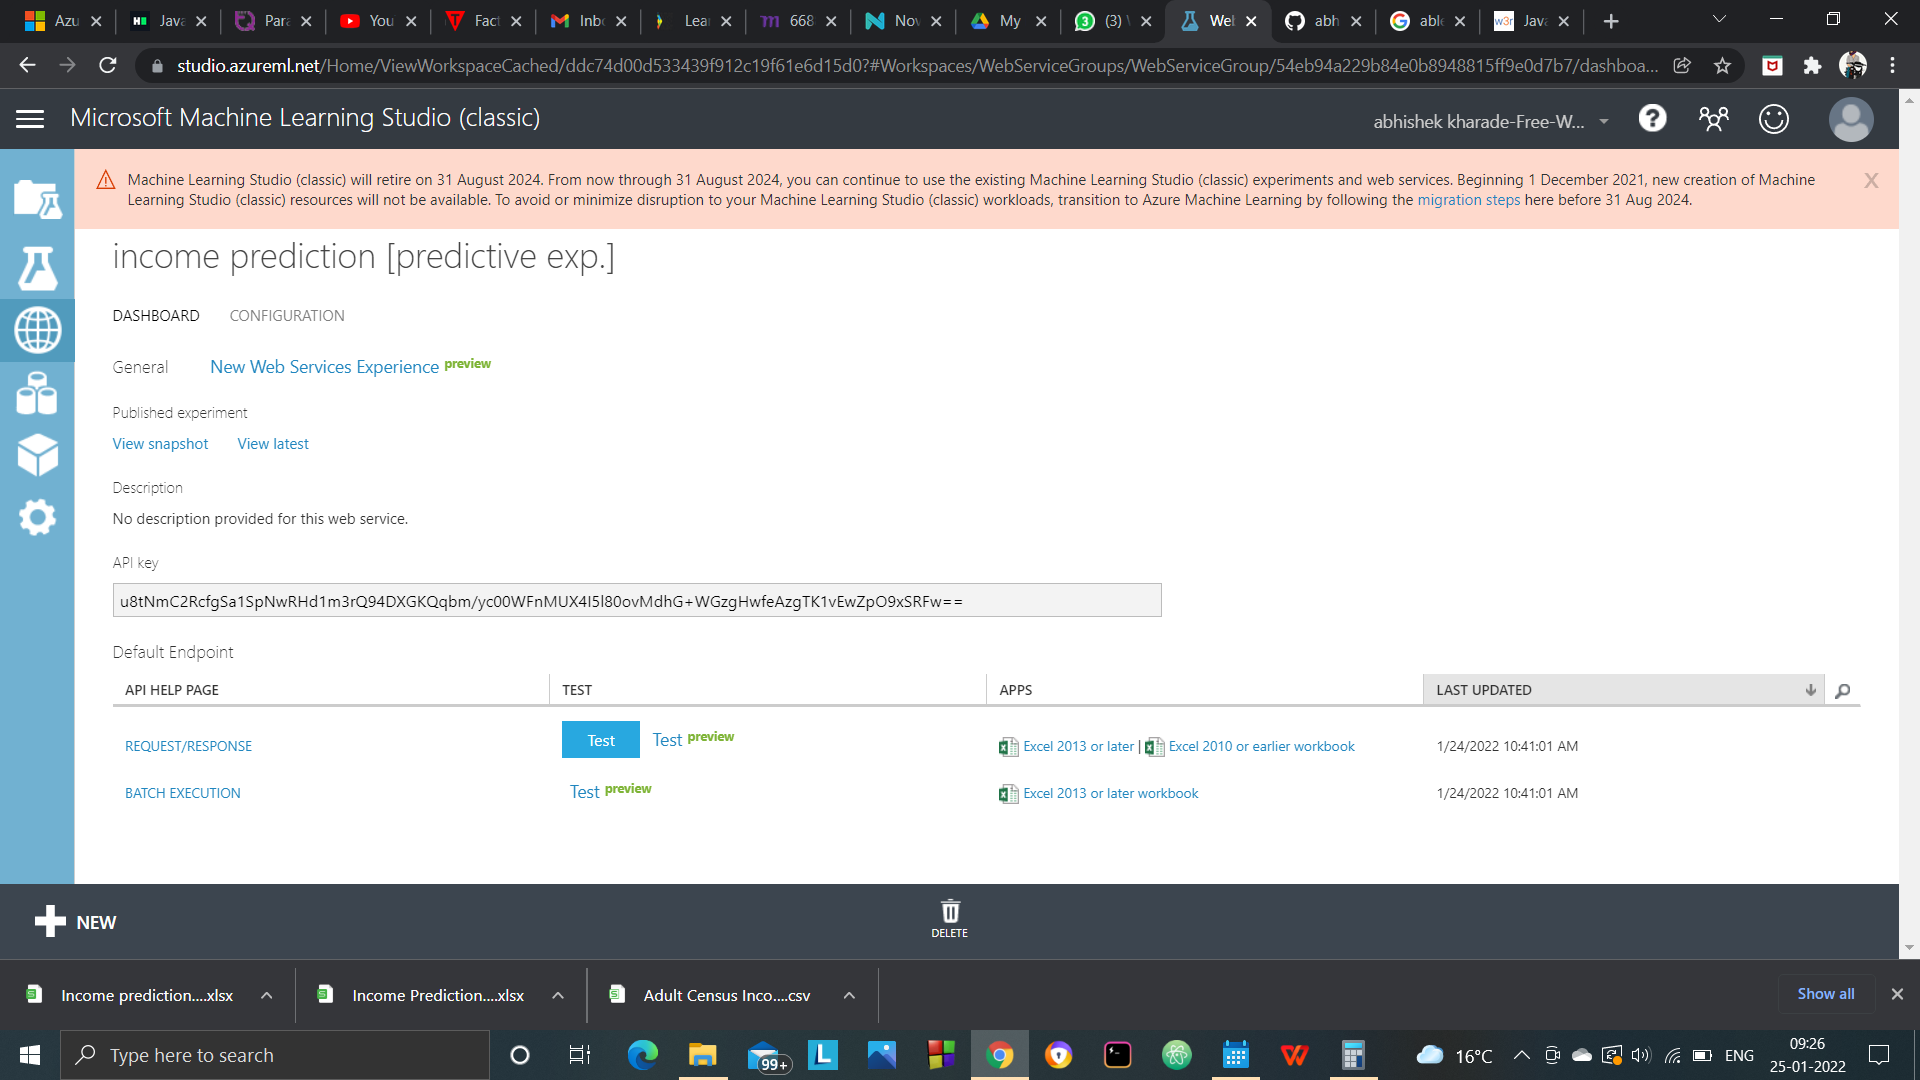 Azu
Java
Para
You
Fact
Inbo
Lear
668
Nov
My
(3)
Web
abh
able
Java
studio.azureml.net/Home/ViewWorkspaceCached/ddc74d00d533439f912c19f61e6d15d0?#Workspaces/WebServiceGroups/WebServiceGroup/54eb94a229b84e0b8948815ff9e0d7b7/dashboa...
Microsoft Machine Learning Studio (classic)
abhishek kharade-Free-W...
Machine Learning Studio (classic) will retire on 31 August 2024. From now through 31 August 2024, you can continue to use the existing Machine Learning Studio (classic) experiments and web services. Beginning 1 December 2021, new creation of Machine
Learning Studio (classic) resources will not be available. To avoid or minimize disruption to your Machine Learning Studio (classic) workloads, transition to Azure Machine Learning by following the migration steps here before 31 Aug 2024.
X
income prediction [predictive exp.]
DASHBOARD CONFIGURATION
General New Web Services Experience preview
Published experiment
View snapshot View latest
Description
No description provided for this web service.
API key
u8tNmC2RcfgSa1SpNwRHd1m3rQ94DXGKQqbm/yc00WFnMUX4I5l80ovMdhG+WGzgHwfeAzgTK1vEwZpO9xSRFw==
Default Endpoint
API HELP PAGE TEST APPS LAST UPDATED
REQUEST/RESPONSE Test Test preview Excel 2013 or later | Excel 2010 or earlier workbook 1/24/2022 10:41:01 AM
BATCH EXECUTION Test preview Excel 2013 or later workbook 1/24/2022 10:41:01 AM
NEW
DELETE
Income prediction....xlsx
Income Prediction....xlsx
Adult Census Inco....csv
Show all
Type here to search
99+
16°C
ENG
09:26
25-01-2022